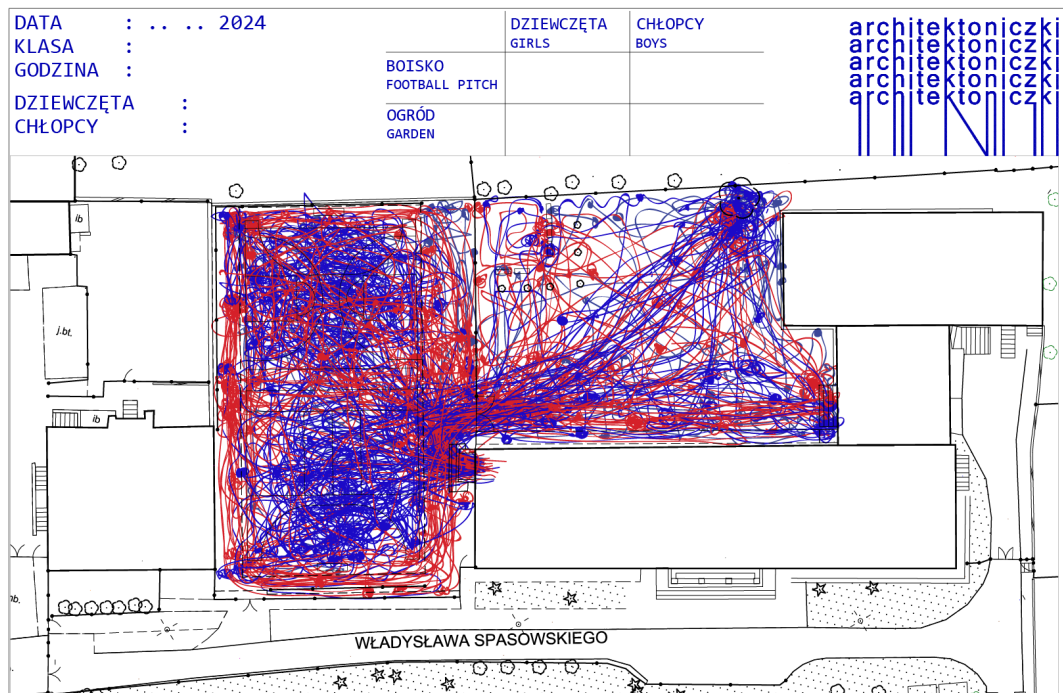 DATA : .. .. 2024
KLASA :
GODZINA :
DZIEWCZĘTA :
CHŁOPCY :
DZIEWCZĘTA
GIRLS
CHŁOPCY
BOYS
BOISKO
FOOTBALL PITCH
OGRÓD
GARDEN
architektoniczki
architektoniczki
architektoniczki
architektoniczki
architektoniczki
ib
j.bt.
ib
WŁADYSŁAWA SPASOWSKIEGO